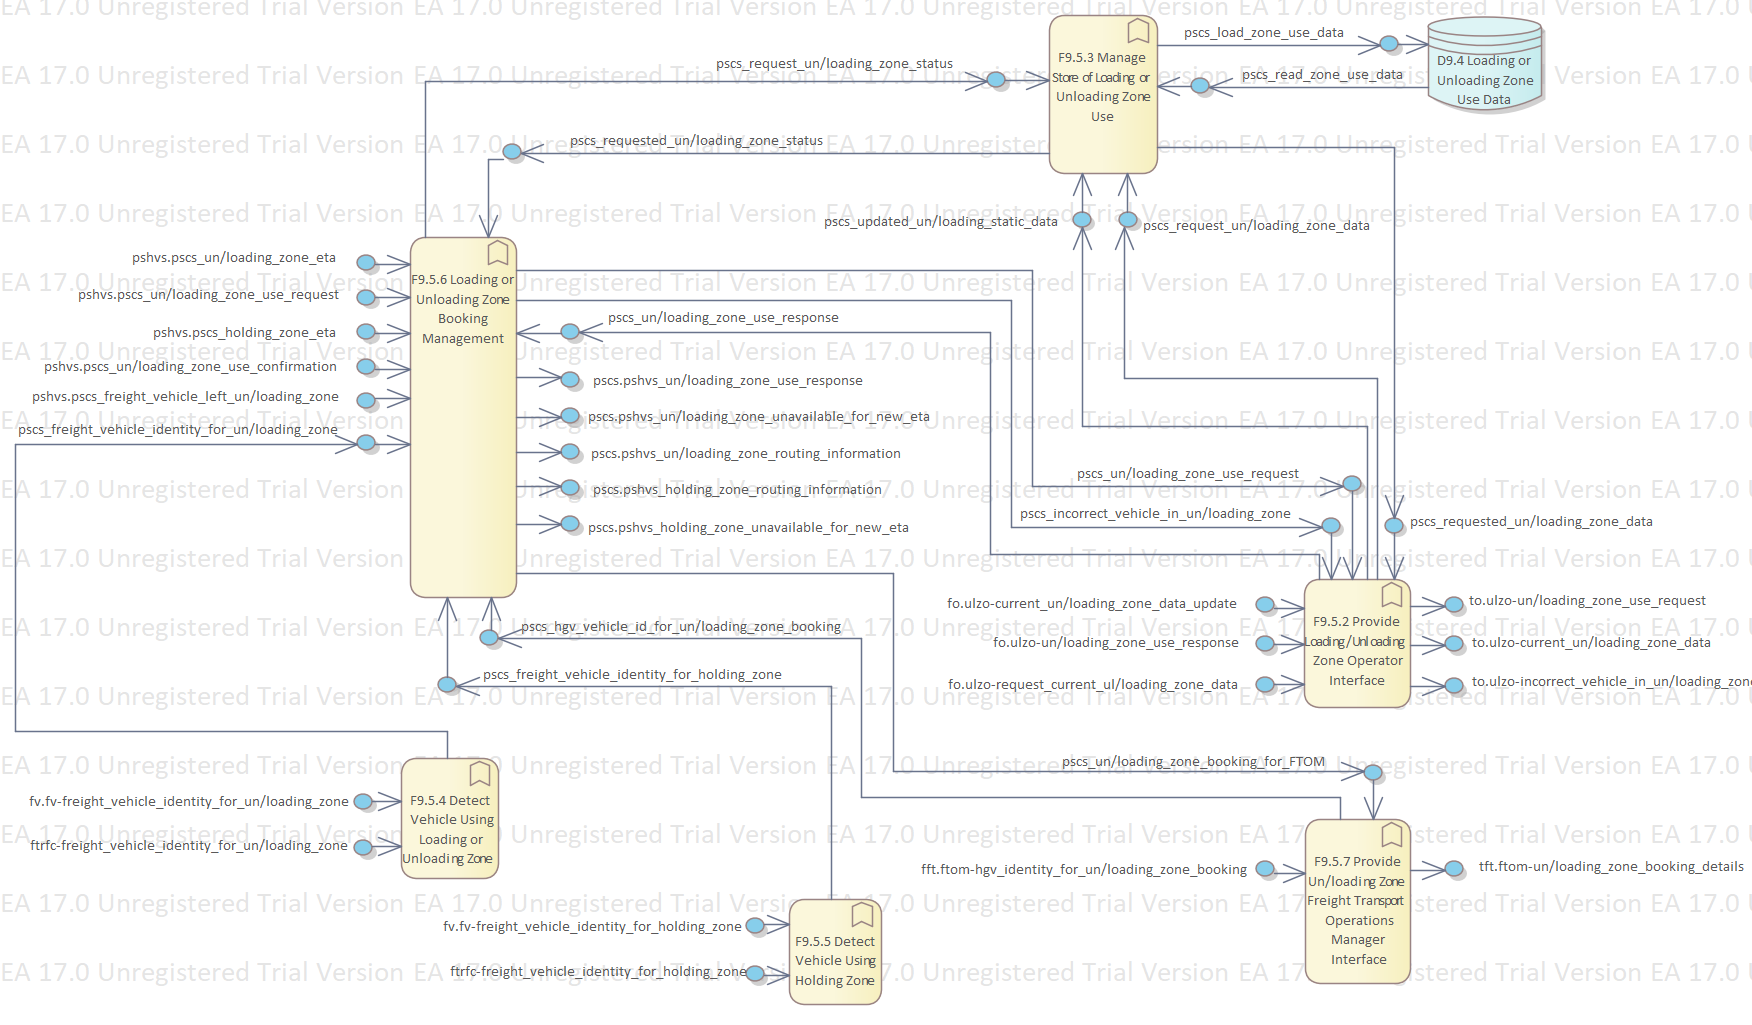 EA 17.0 Unregistered Trial Version EA 17.0 Unregistered Trial Version EA 17.0 Unregistered Trial Version EA 17.0 Unregistered Trial Version EA 17.0 U
pscs_load_zone_use_data
F9.5.3 Manage
Store of Loading or
Unloading Zone
Use
D9.4 Loading or
Unloading Zone
Use Data
pscs_request_un/loading_zone_status
pscs_read_zone_use_data
pscs_requested_un/loading_zone_status
pscs_updated_un/loading_static_data
pscs_request_un/loading_zone_data
pshvs.pscs_un/loading_zone_eta
pshvs.pscs_un/loading_zone_use_request
pshvs.pscs_holding_zone_eta
pshvs.pscs_un/loading_zone_use_confirmation
pshvs.pscs_freight_vehicle_left_un/loading_zone
pscs_freight_vehicle_identity_for_un/loading_zone
F9.5.6 Loading or
Unloading Zone
Booking
Management
pscs_un/loading_zone_use_response
pscs.pshvs_un/loading_zone_use_response
pscs.pshvs_un/loading_zone_unavailable_for_new_eta
pscs.pshvs_un/loading_zone_routing_information
pscs.pshvs_holding_zone_routing_information
pscs.pshvs_holding_zone_unavailable_for_new_eta
pscs_un/loading_zone_use_request
pscs_incorrect_vehicle_in_un/loading_zone
pscs_requested_un/loading_zone_data
fo.ulzo-current_un/loading_zone_data_update
fo.ulzo-un/loading_zone_use_response
fo.ulzo-request_current_ul/loading_zone_data
F9.5.2 Provide
Loading/Unloading
Zone Operator
Interface
to.ulzo-un/loading_zone_use_request
to.ulzo-current_un/loading_zone_data
to.ulzo-incorrect_vehicle_in_un/loading_zone
pscs_hgv_vehicle_id_for_un/loading_zone_booking
pscs_freight_vehicle_identity_for_holding_zone
pscs_un/loading_zone_booking_for_FTOM
fv.fv-freight_vehicle_identity_for_un/loading_zone
ftrfc-freight_vehicle_identity_for_un/loading_zone
F9.5.4 Detect
Vehicle Using
Loading or
Unloading Zone
fft.ftom-hgv_identity_for_un/loading_zone_booking
F9.5.7 Provide
Un/loading Zone
Freight Transport
Operations
Manager
Interface
tft.ftom-un/loading_zone_booking_details
fv.fv-freight_vehicle_identity_for_holding_zone
ftrfc-freight_vehicle_identity_for_holding_zone
F9.5.5 Detect
Vehicle Using
Holding Zone